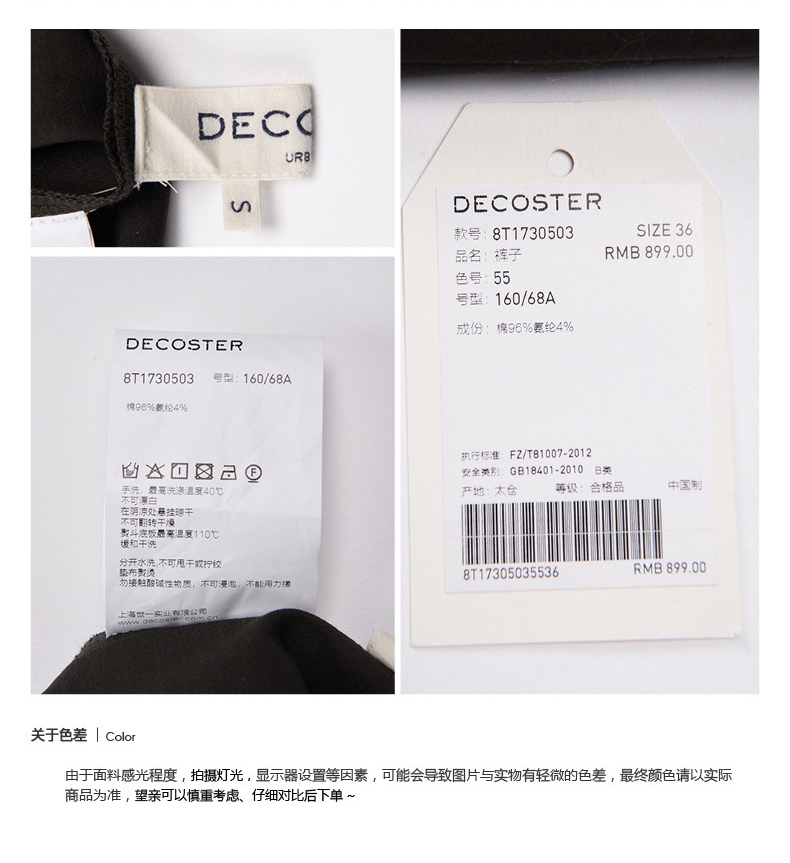 DECO
URB
S
DECOSTER
8T1730503 号型: 160/68A
棉96%氨纶4%
手洗, 最高洗涤温度40℃
不可漂白
在阴凉处悬挂晾干
不可翻转干燥
熨斗底板最高温度110℃
缓和干洗
分开水洗,不可甩干或拧绞
垫布熨烫
勿接触酸碱性物质, 不可浸泡, 不能用力搓
上海世一实业有限公司
www.decoster.com.cn
DECOSTER
款号: 8T1730503 SIZE 36
品名: 裤子 RMB 899.00
色号: 55
号型: 160/68A
成份: 棉96%氨纶4%
执行标准: FZ/T81007-2012
安全类别: GB18401-2010 B类
产地: 太仓 等级: 合格品 中国制
8T17305035536 RMB 899.00
关于色差 | Color
由于面料感光程度，拍摄灯光，显示器设置等因素，可能会导致图片与实物有轻微的色差，最终颜色请以实际
商品为准，望亲可以慎重考虑、仔细对比后下单 ~